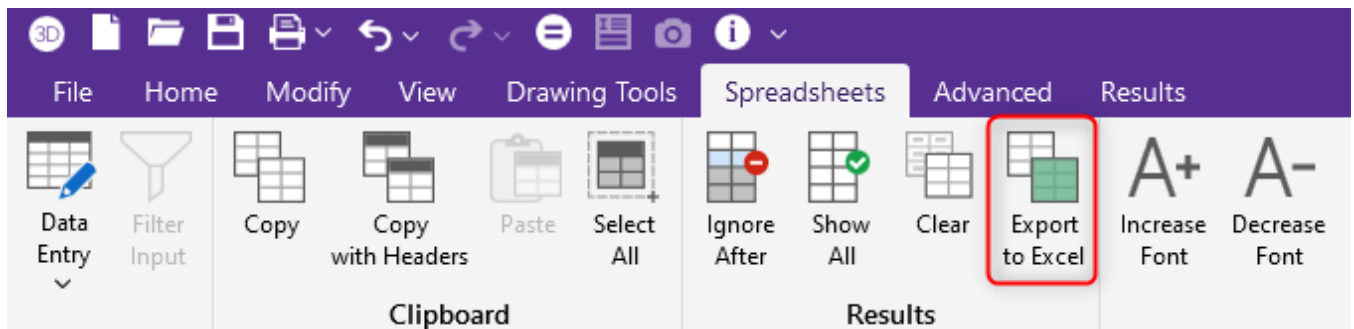 3D
File Home Modify View Drawing Tools Spreadsheets Advanced Results
Data Entry
Filter Input
Copy
Copy with Headers
Paste
Select All
Ignore After
Show All
Clear
Export to Excel
A+
Increase Font
A-
Decrease Font
Clipboard
Results